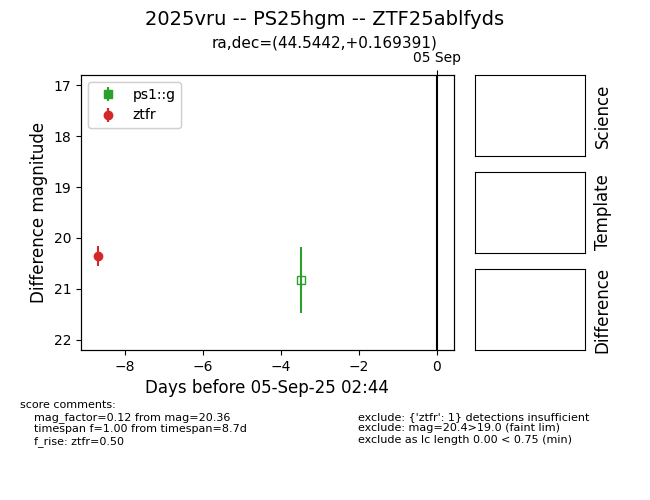 2025vru -- PS25hgm -- ZTF25ablfyds
ra,dec=(44.5442,+0.169391)
05 Sep
ps1::g
ztfr
17
18
19
20
21
22
Difference magnitude
−8
−6
−4
−2
0
Days before 05-Sep-25 02:44
Science
Template
Difference
score comments:
mag_factor=0.12 from mag=20.36
timespan f=1.00 from timespan=8.7d
f_rise: ztfr=0.50
exclude: {'ztfr': 1} detections insufficient
exclude: mag=20.4>19.0 (faint lim)
exclude as lc length 0.00 < 0.75 (min)